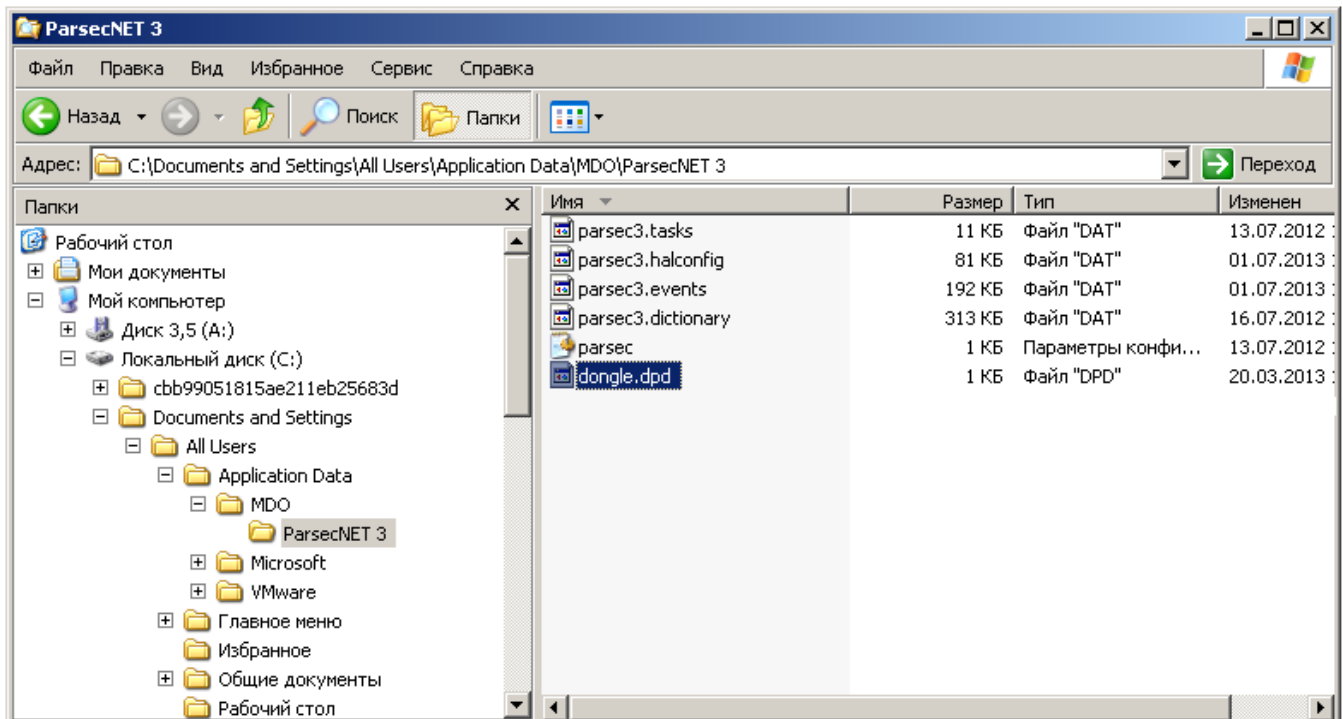 ParsecNET 3
Файл Правка Вид Избранное Сервис Справка
Назад Поиск Папки
Адрес: C:\Documents and Settings\All Users\Application Data\MDO\ParsecNET 3 Переход
Папки
Рабочий стол
Мои документы
Мой компьютер
Диск 3,5 (A:)
Локальный диск (C:)
cbb99051815ae211eb25683d
Documents and Settings
All Users
Application Data
MDO
ParsecNET 3
Microsoft
VMware
Главное меню
Избранное
Общие документы
Рабочий стол
Имя Размер Тип Изменен
parsec3.tasks 11 КБ Файл "DAT" 13.07.2012
parsec3.halconfig 81 КБ Файл "DAT" 01.07.2013
parsec3.events 192 КБ Файл "DAT" 01.07.2013
parsec3.dictionary 313 КБ Файл "DAT" 16.07.2012
parsec 1 КБ Параметры конфи... 13.07.2012
dongle.dpd 1 КБ Файл "DPD" 20.03.2013